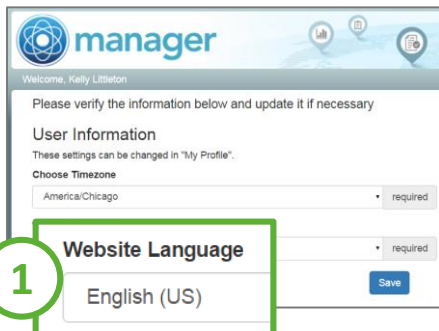 manager
Welcome, Kelly Littleton
Please verify the information below and update it if necessary
User Information
These settings can be changed in "My Profile".
Choose Timezone
America/Chicago
required
1
Website Language
English (US)
required
Save